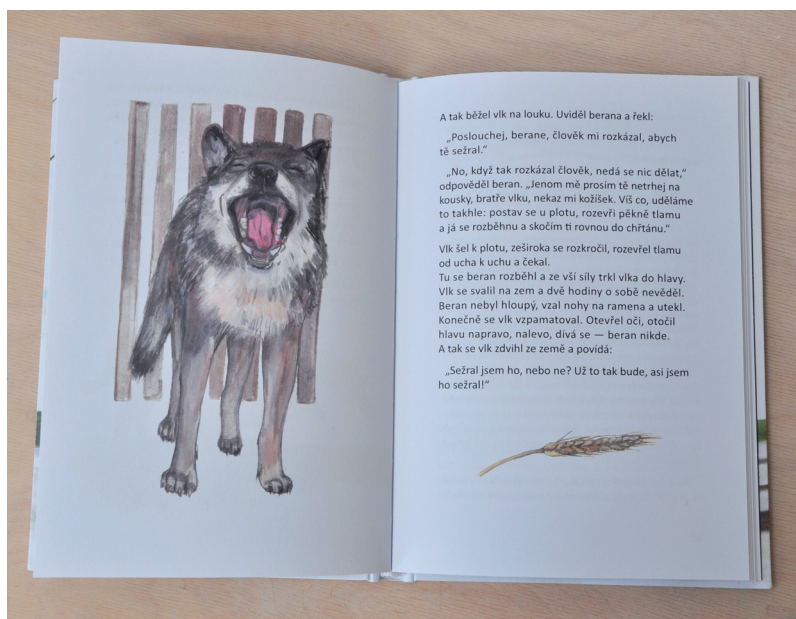 A tak běžel vlk na louku. Uviděl berana a řekl:
„Poslouchej, berane, člověk mi rozkázal, abych
tě sežral.“
„No, když tak rozkázal člověk, nedá se nic dělat,“
odpověděl beran. „Jenom mě prosím tě netrhej na
kousky, bratře vlku, nekaz mi kožíšek. Víš co, uděláme
to takhle: postav se u plotu, rozevři pěkně tlamu
a já se rozběhnu a skočím ti rovnou do chřtánu.“
Vlk šel k plotu, zeširoka se rozkročil, rozevřel tlamu
od ucha k uchu a čekal.
Tu se beran rozběhl a ze vší síly trkl vlka do hlavy.
Vlk se svalil na zem a dvě hodiny o sobě nevěděl.
Beran nebyl hloupý, vzal nohy na ramena a utekl.
Konečně se vlk vzpamatoval. Otevřel oči, otočil
hlavu napravo, nalevo, dívá se — beran nikde.
A tak se vlk zdvihl ze země a povídá:
„Sežral jsem ho, nebo ne? Už to tak bude, asi jsem
ho sežral!“